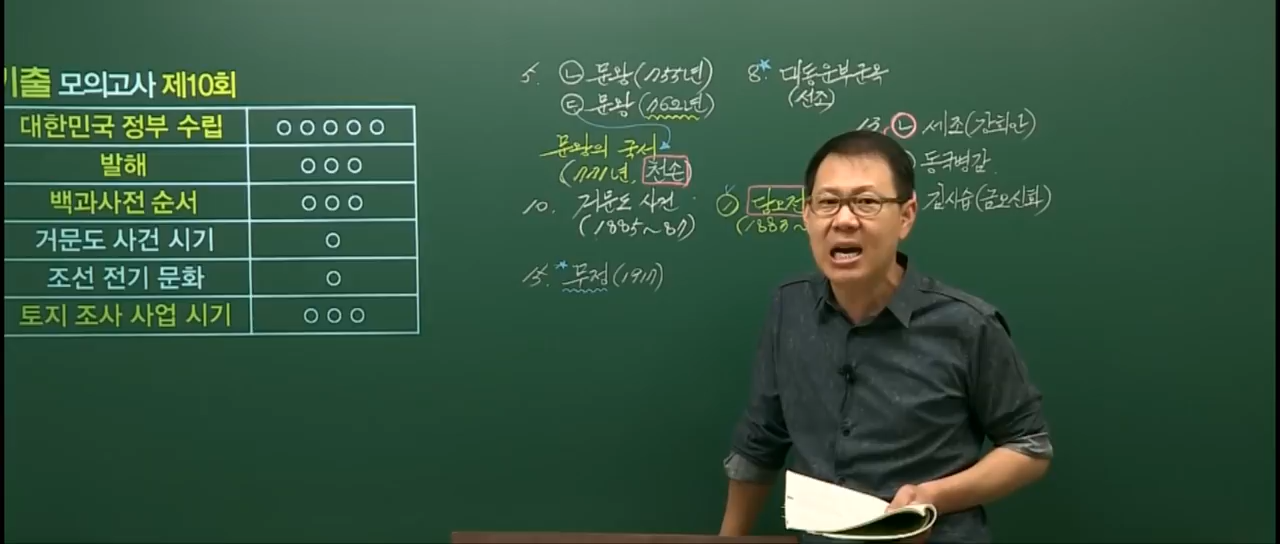 기출 모의고사 제10회
대한민국 정부 수립 ○○○○○
발해 ○○○
백과사전 순서 ○○○
거문도 사건 시기 ○
조선 전기 문화 ○
토지 조사 사업 시기 ○○○
5. ㉡ 문왕(755년)
㉢ 문왕(762년)
문왕의 국서
(771년, 천손)
10. 거문도 사건
(1885~87)
15. * 무정(1917)
8* 대동운부군옥
(선조)
(1883~
13. ㉡ 세조(강희안)
동국병감
김시습(금오신화)